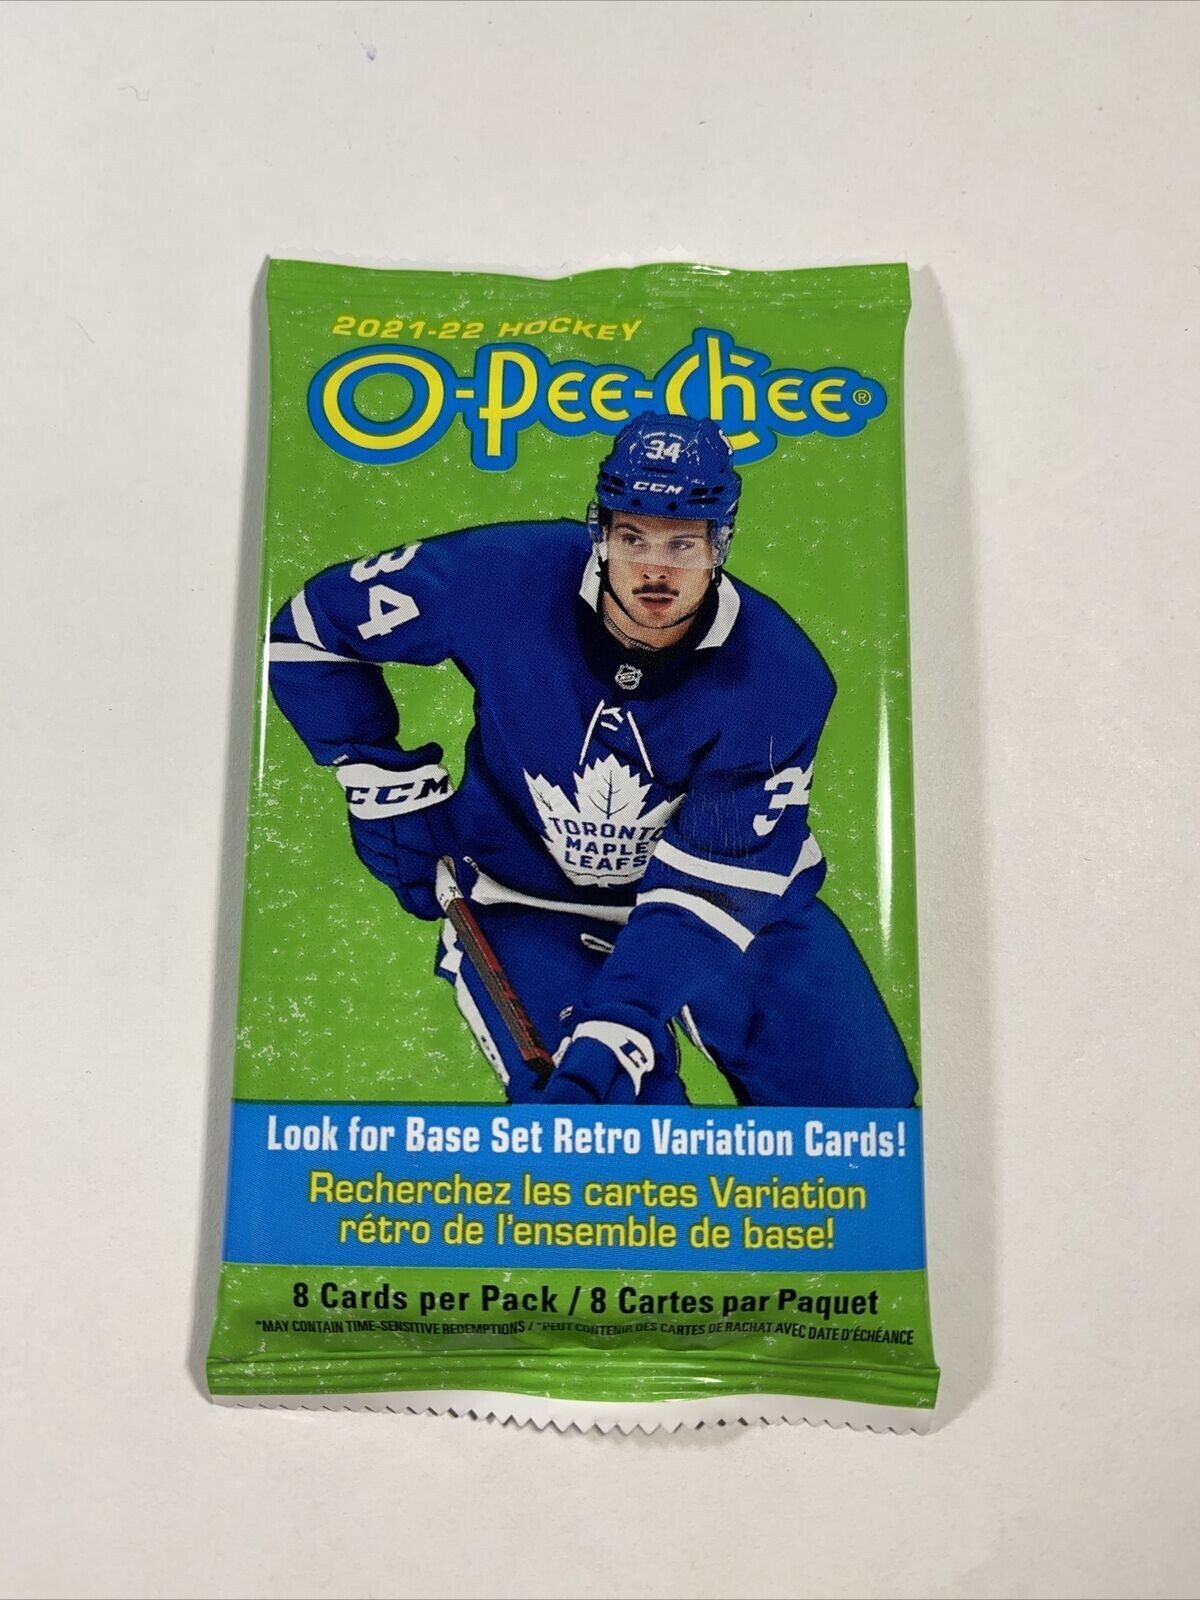 2021-22 HOCKEY
O-PEE-Chee®
34
CCM
34
NHL
CCM
34
TORONTO
MAPLE
LEAFS
C
Look for Base Set Retro Variation Cards!
Recherchez les cartes Variation
rétro de l'ensemble de base!
8 Cards per Pack / 8 Cartes par Paquet
*MAY CONTAIN TIME-SENSITIVE REDEMPTIONS / *PEUT CONTENIR DES CARTES DE RACHAT AVEC DATE D'ÉCHÉANCE